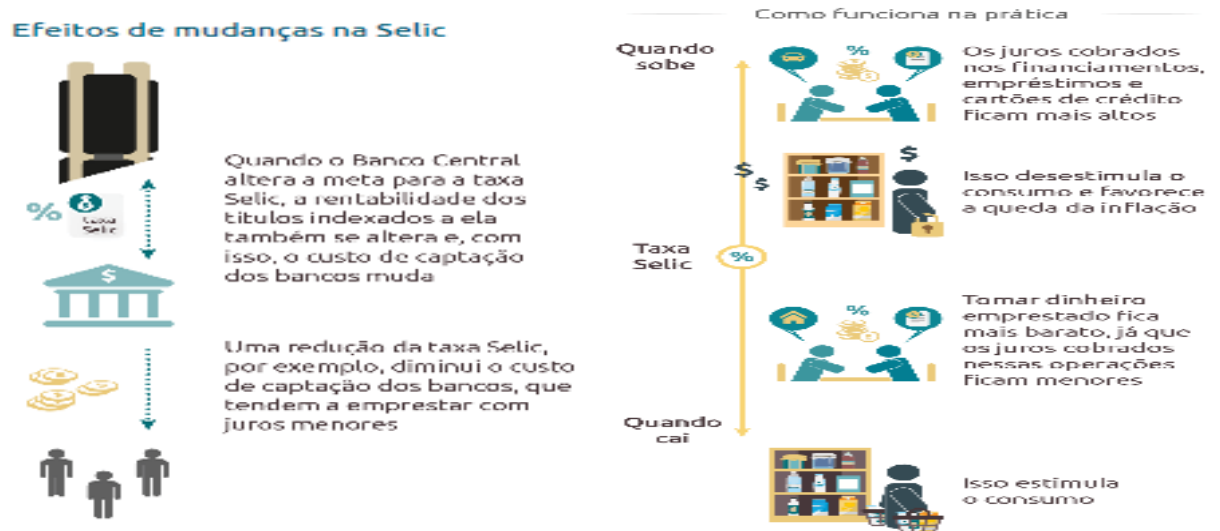 Efeitos de mudanças na Selic
%
taxa
Selic
$
Quando o Banco Central
altera a meta para a taxa
Selic, a rentabilidade dos
títulos indexados a ela
também se altera e, com
isso, o custo de captação
dos bancos muda
Uma redução da taxa Selic,
por exemplo, diminui o custo
de captação dos bancos, que
tendem a emprestar com
juros menores
Como funciona na prática
Quando
sobe
%
Os juros cobrados
nos financiamentos,
empréstimos e
cartões de crédito
ficam mais altos
$
$
$
Isso desestimula o
consumo e favorece
a queda da inflação
Taxa
Selic
%
%
Tomar dinheiro
emprestado fica
mais barato, já que
os juros cobrados
nessas operações
ficam menores
Quando
cai
Isso estimula
o consumo